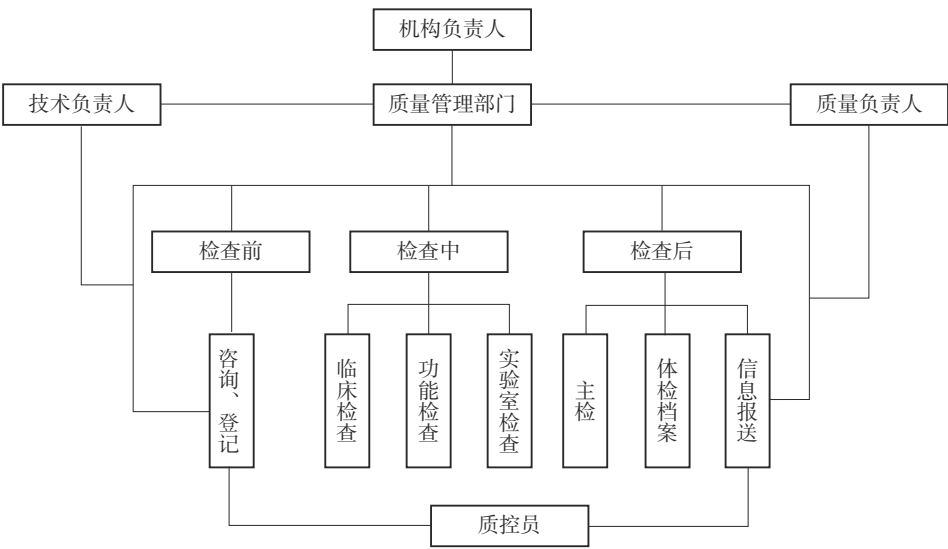 机构负责人
技术负责人
质量管理部门
质量负责人
检查前
检查中
检查后
咨询、登记
临床检查
功能检查
实验室检查
主检
体检档案
信息报送
质控员